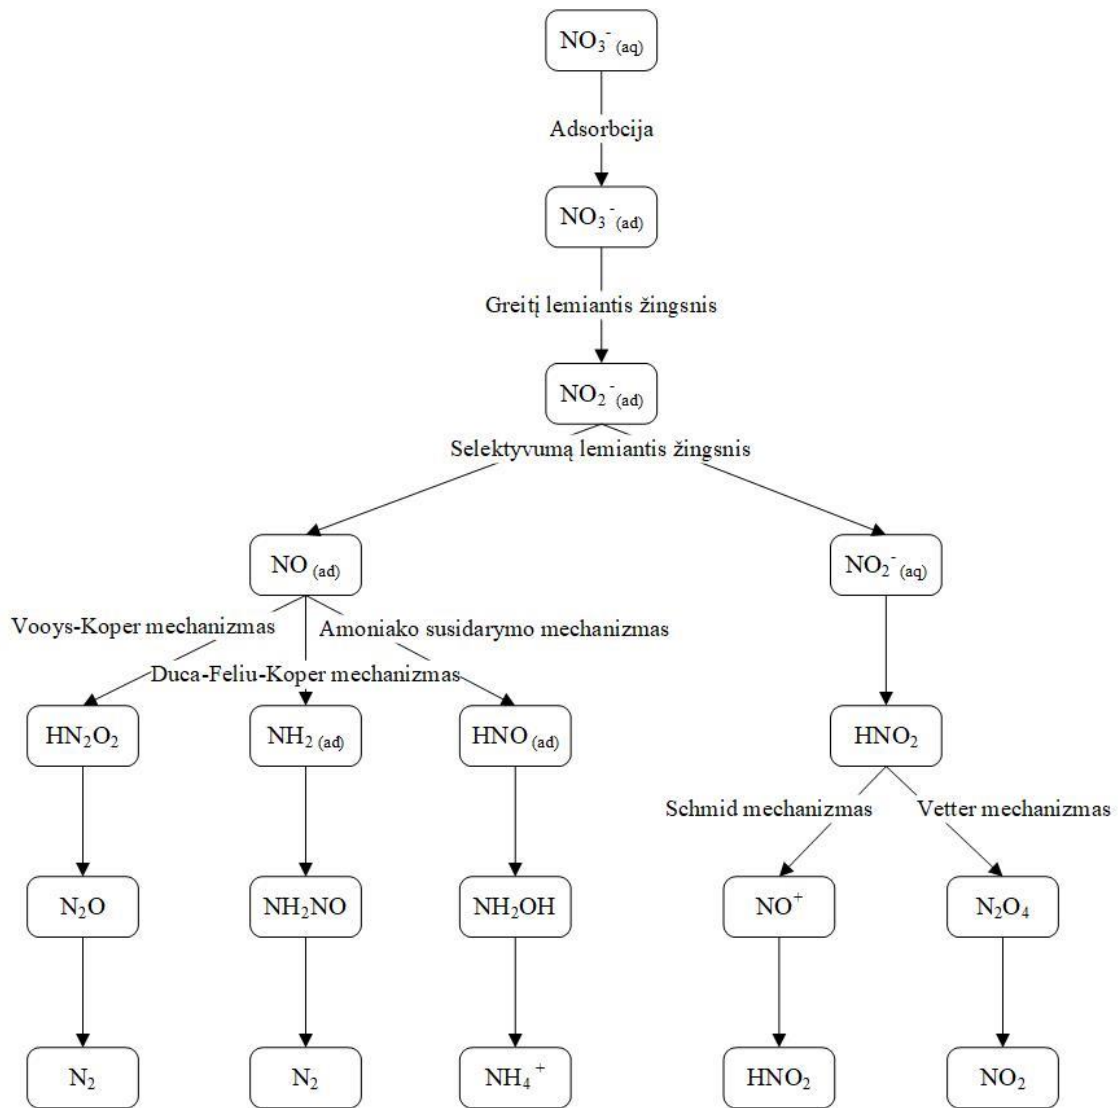 NO₃⁻ (aq)
Adsorbcija
NO₃⁻ (ad)
Greitį lemiantis žingsnis
NO₂⁻ (ad)
Selektyvumą lemiantis žingsnis
NO (ad)
NO₂⁻ (aq)
Vooys-Koper mechanizmas
Amoniako susidarymo mechanizmas
Duca-Feliu-Koper mechanizmas
HN₂O₂
NH₂ (ad)
HNO (ad)
HNO₂
Schmid mechanizmas
Vetter mechanizmas
N₂O
NH₂NO
NH₂OH
NO⁺
N₂O₄
N₂
N₂
NH₄⁺
HNO₂
NO₂